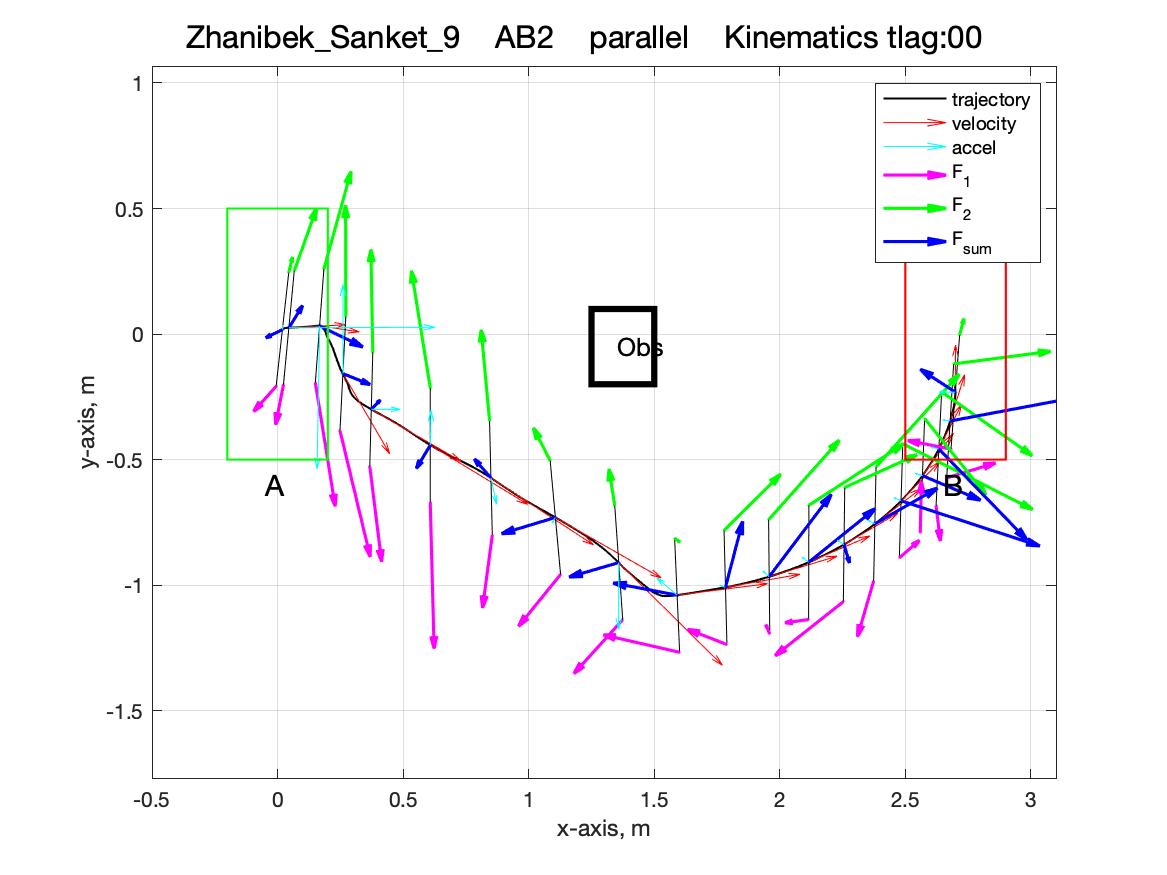 Zhanibek_Sanket_9 AB2 parallel Kinematics tlag:00
trajectory
velocity
accel
F1
F2
Fsum
1
0.5
0
-0.5
-1
-1.5
y-axis, m
A
Obs
B
-0.5 0 0.5 1 1.5 2 2.5 3
x-axis, m